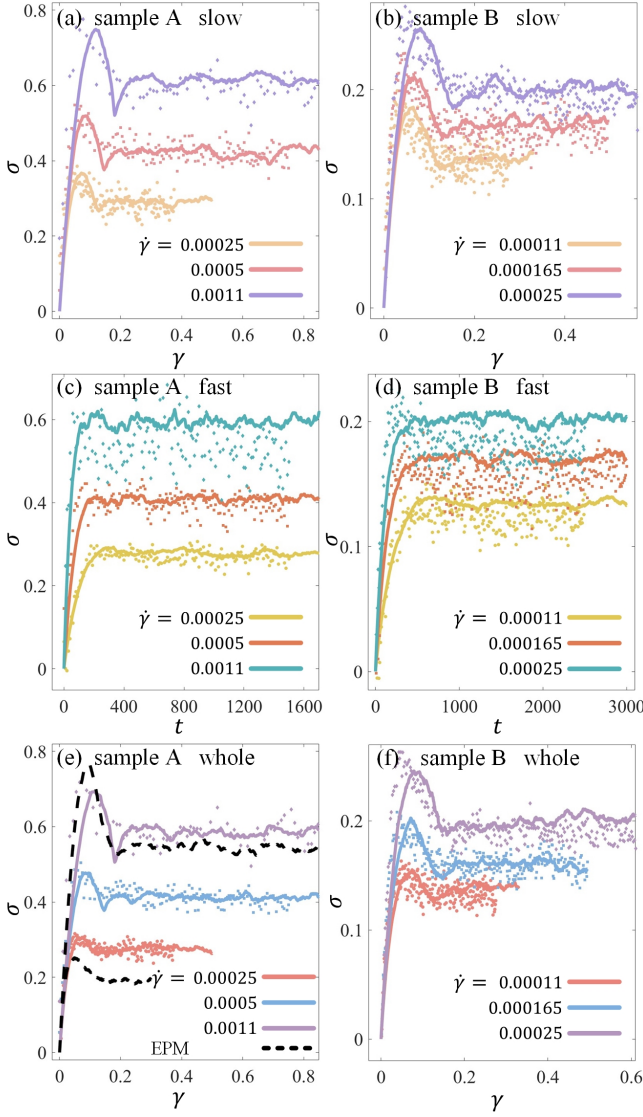 (a) sample A slow
0.8
0.6
0.4
0.2
0
σ
γ̇ = 0.00025
0.0005
0.0011
0 0.2 0.4 0.6 0.8
γ
(b) sample B slow
0.2
0.1
0
σ
γ̇ = 0.00011
0.000165
0.00025
0 0.2 0.4
γ
(c) sample A fast
0.6
0.4
0.2
0
σ
γ̇ = 0.00025
0.0005
0.0011
0 400 800 1200 1600
t
(d) sample B fast
0.2
0.1
0
σ
γ̇ = 0.00011
0.000165
0.00025
0 1000 2000 3000
t
(e) sample A whole
0.8
0.6
0.4
0.2
0
σ
γ̇ = 0.00025
0.0005
0.0011
EPM
0 0.2 0.4 0.6 0.8
γ
(f) sample B whole
0.2
0.1
0
σ
γ̇ = 0.00011
0.000165
0.00025
0 0.2 0.4 0.6
γ